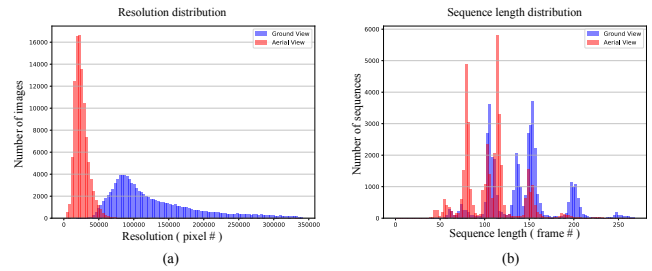 Resolution distribution
Ground View
Aerial View
16000
14000
12000
10000
8000
6000
4000
2000
0
Number of images
0
50000
100000
150000
200000
250000
300000
350000
Resolution ( pixel # )
(a)
Sequence length distribution
Ground View
Aerial View
6000
5000
4000
3000
2000
1000
0
Number of sequences
0
50
100
150
200
250
Sequence length ( frame # )
(b)